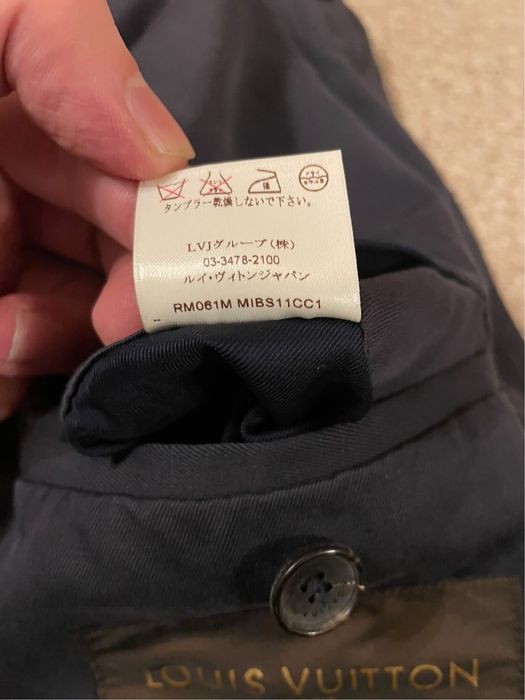 タンブラー乾燥しないで下さい。
LVJグループ(株)
03-3478-2100
ルイ・ヴィトンジャパン
RM061M MIBS11CC1
LOUIS VUITTON